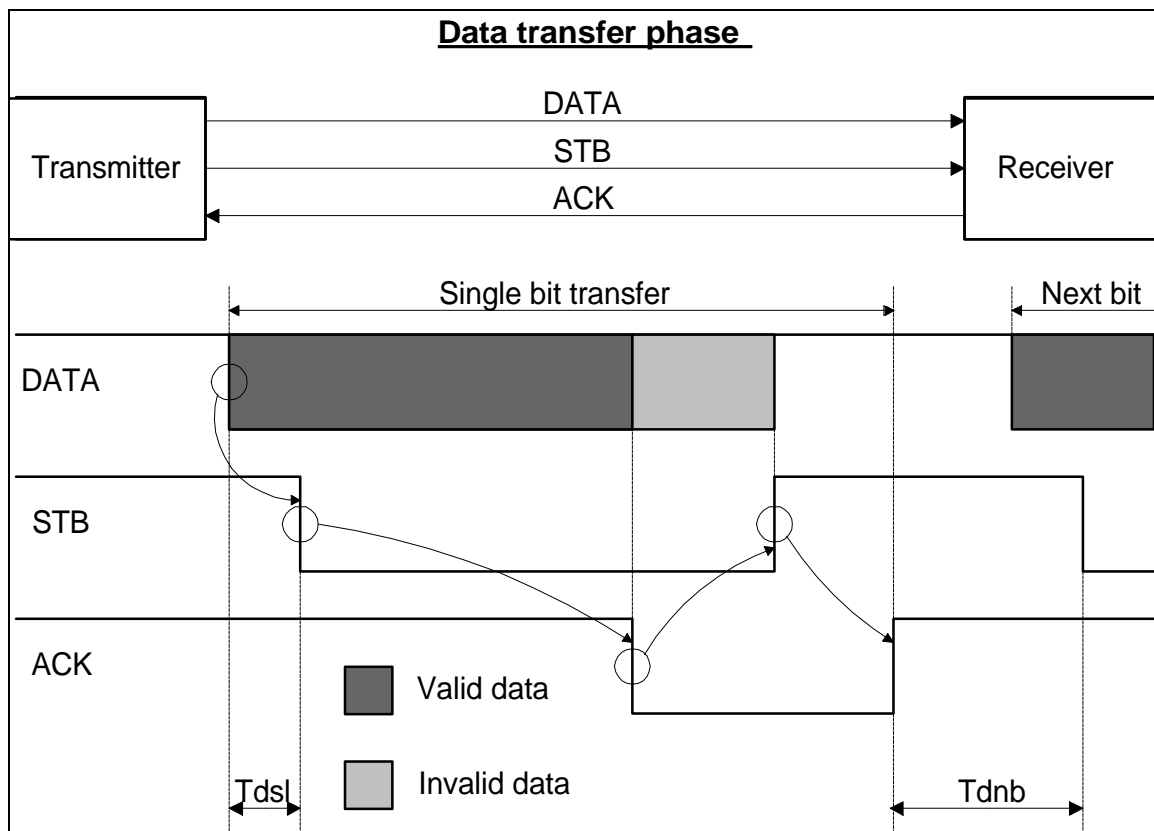 Data transfer phase
DATA
Transmitter
STB
Receiver
ACK
Single bit transfer
Next bit
DATA
STB
ACK
Valid data
Invalid data
Tdsl
Tdnb